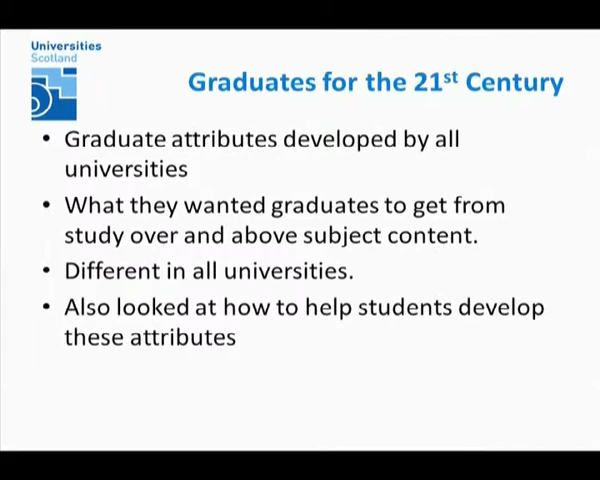 Universities
Scotland
Graduates for the 21st Century
• Graduate attributes developed by all
universities
• What they wanted graduates to get from
study over and above subject content.
• Different in all universities.
• Also looked at how to help students develop
these attributes